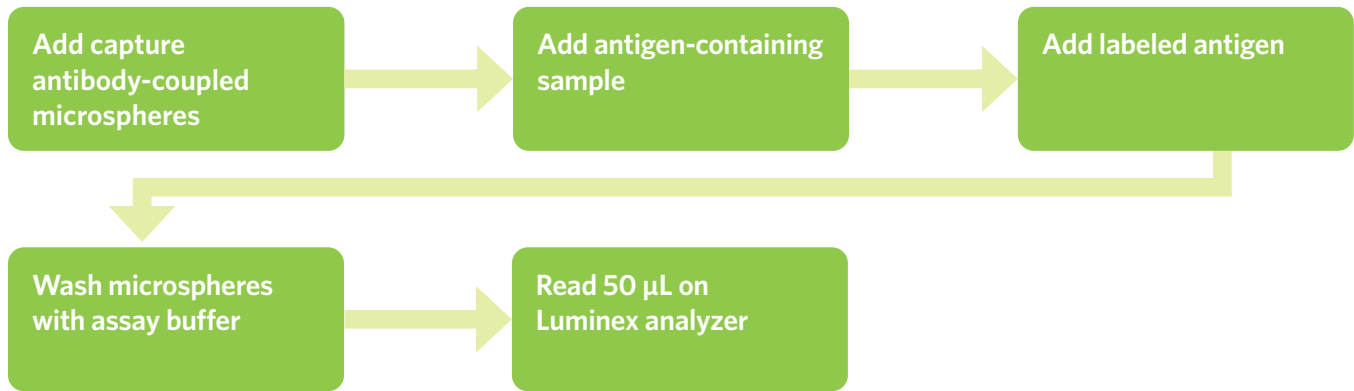 Add capture
antibody-coupled
microspheres
Add antigen-containing
sample
Add labeled antigen
Wash microspheres
with assay buffer
Read 50 µL on
Luminex analyzer